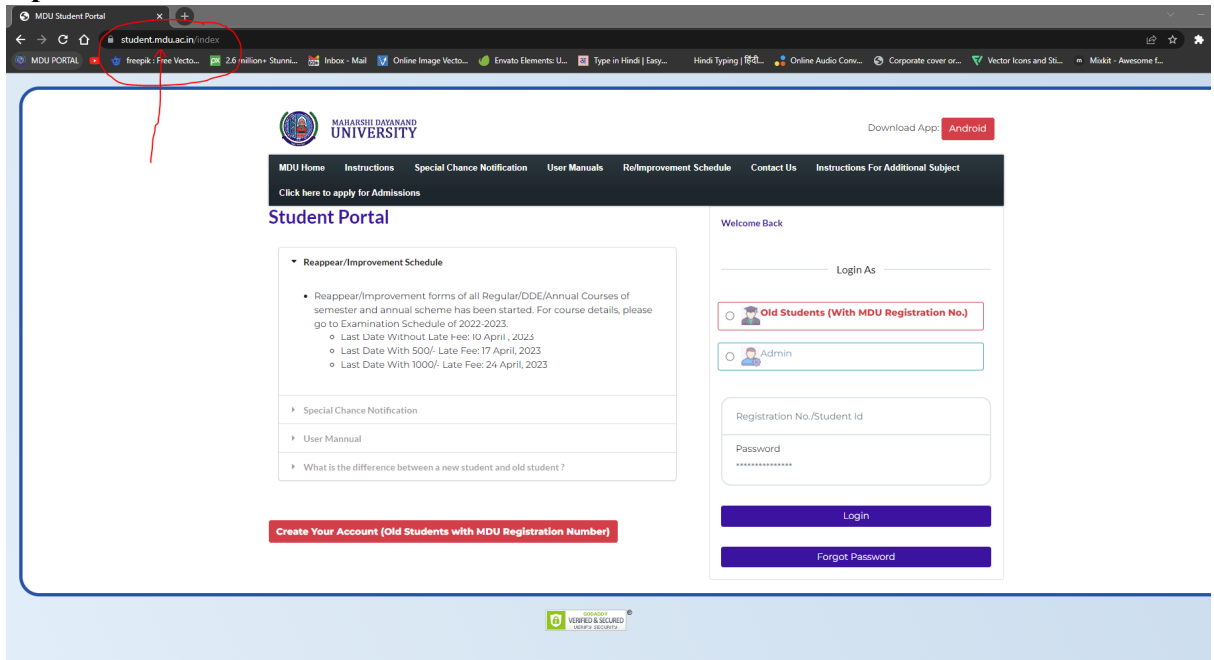 MDU Student Portal
student.mdu.ac.in/index
MDU PORTAL
freepik : Free Vecto...
2.6 million+ Stunni...
Inbox - Mail
Online Image Vecto...
Envato Elements: U...
Type in Hindi | Easy...
Hindi Typing | हिंदी...
Online Audio Conv...
Corporate cover or...
Vector Icons and Sti...
Mixkit - Awesome f...
MAHARSHI DAYANAND
UNIVERSITY
Download App: Android
MDU Home Instructions Special Chance Notification User Manuals Re/Improvement Schedule Contact Us Instructions For Additional Subject
Click here to apply for Admissions
Student Portal
Reappear/Improvement Schedule
Reappear/Improvement forms of all Regular/DDE/Annual Courses of
semester and annual scheme has been started. For course details, please
go to Examination Schedule of 2022-2023.
Last Date Without Late Fee: 10 April , 2023
Last Date With 500/- Late Fee: 17 April, 2023
Last Date With 1000/- Late Fee: 24 April, 2023
Special Chance Notification
User Mannual
What is the difference between a new student and old student ?
Create Your Account (Old Students with MDU Registration Number)
Welcome Back
Login As
Old Students (With MDU Registration No.)
Admin
Registration No./Student Id
Password
***************
Login
Forgot Password
GODADDY
VERIFIED & SECURED
VERIFY SECURITY